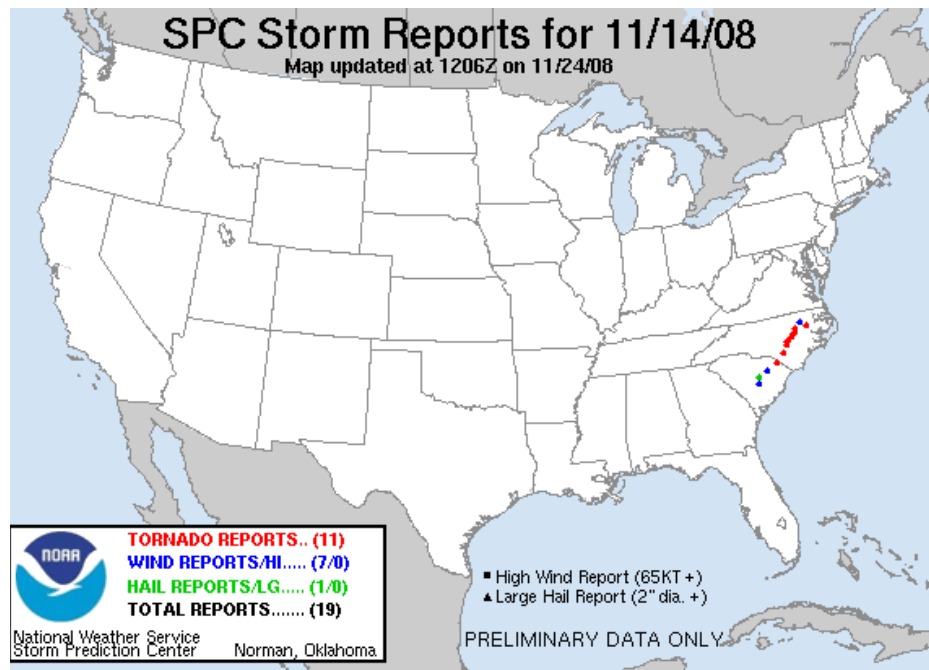 SPC Storm Reports for 11/14/08
Map updated at 1206Z on 11/24/08
NOAA
TORNADO REPORTS.. (11)
WIND REPORTS/HI..... (7/0)
HAIL REPORTS/LG..... (1/0)
TOTAL REPORTS....... (19)
National Weather Service
Storm Prediction Center Norman, Oklahoma
High Wind Report (65KT +)
Large Hail Report (2" dia. +)
PRELIMINARY DATA ONLY